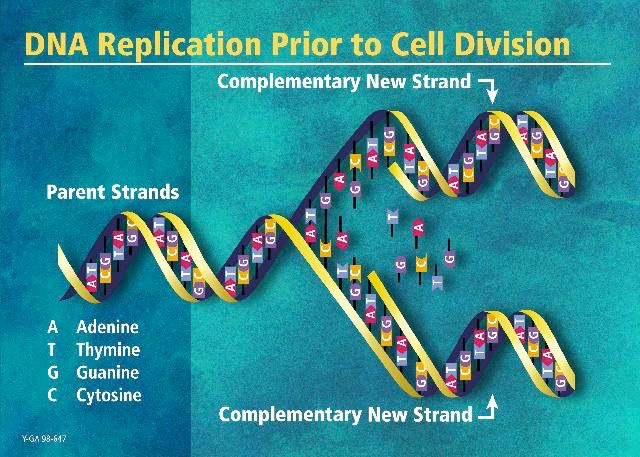 DNA Replication Prior to Cell Division
Complementary New Strand
Parent Strands
A Adenine
T Thymine
G Guanine
C Cytosine
Complementary New Strand
Y-GA 98-647